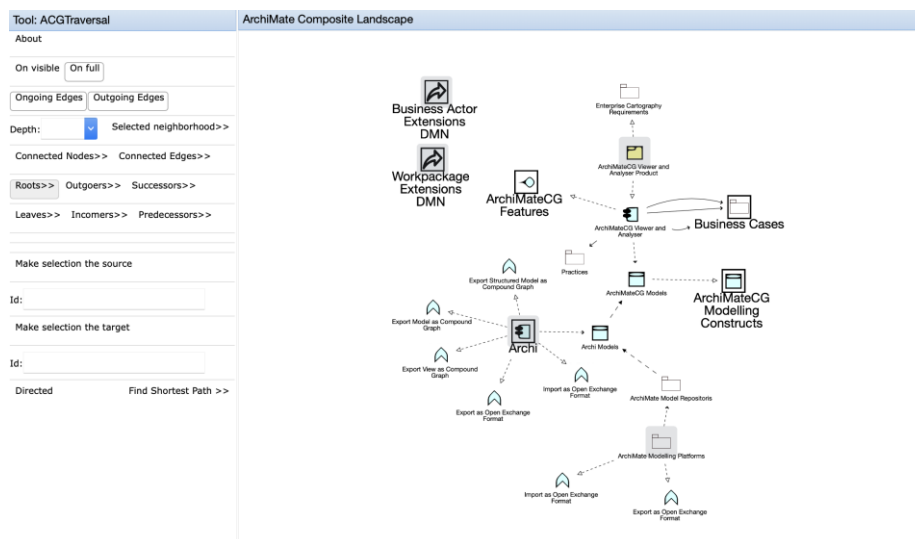 Tool: ACGTraversal
About
On visible On full
Ongoing Edges Outgoing Edges
Depth: Selected neighborhood>>
Connected Nodes>> Connected Edges>>
Roots>> Outgoers>> Successors>>
Leaves>> Incomers>> Predecessors>>
Make selection the source
Id:
Make selection the target
Id:
Directed Find Shortest Path >>
ArchiMate Composite Landscape
Business Actor
Extensions
DMN
Workpackage
Extensions
DMN
Enterprise Cartography
Requirements
ArchiMateCG Viewer and
Analyser Product
ArchiMateCG
Features
ArchiMateCG Viewer and
Analyser
Business Cases
Practices
Export Structured Model as
Compound Graph
ArchiMateCG Models
ArchiMateCG
Modelling
Constructs
Export Model as Compound
Graph
Archi
Archi Models
Export View as Compound
Graph
Import as Open Exchange
Format
ArchiMate Model Repositoris
Export as Open Exchange
Format
ArchiMate Modelling Platforms
Import as Open Exchange
Format
Export as Open Exchange
Format